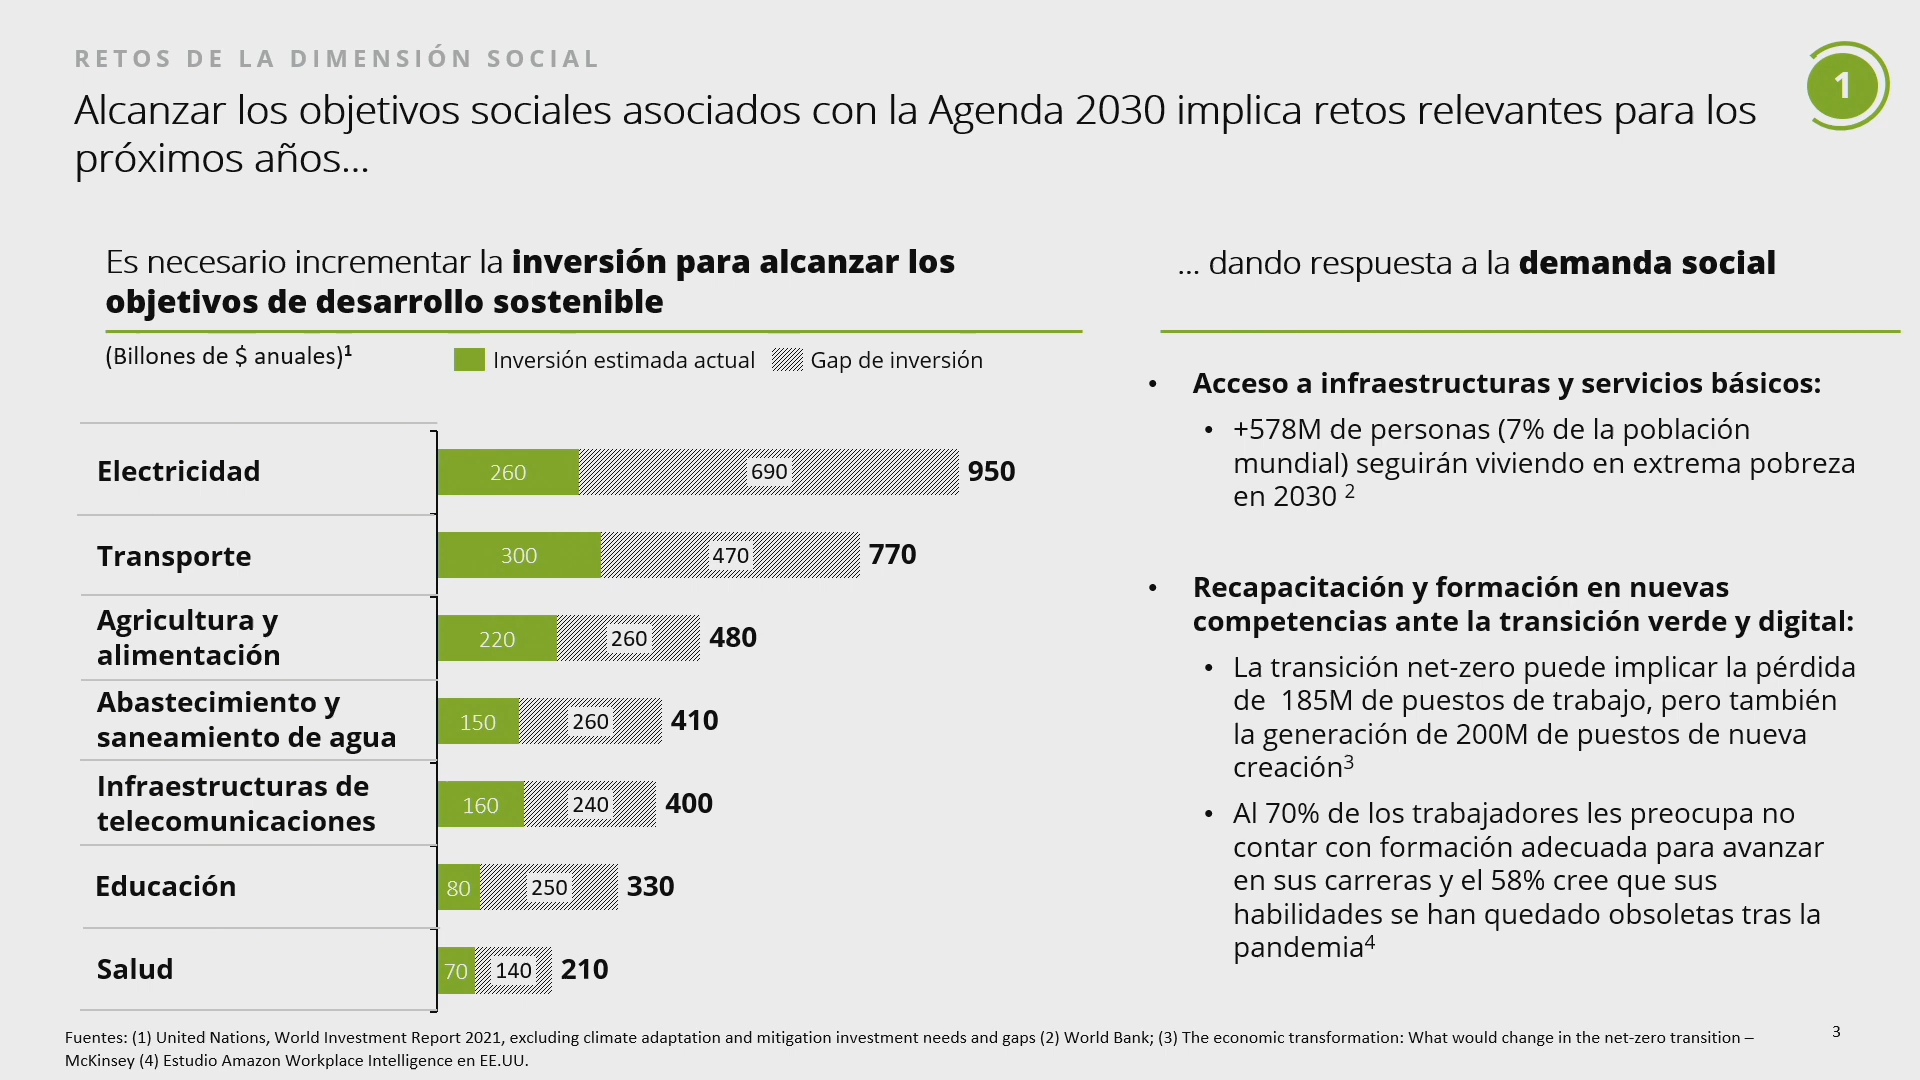 RETOS DE LA DIMENSIÓN SOCIAL
1
Alcanzar los objetivos sociales asociados con la Agenda 2030 implica retos relevantes para los
próximos años...
Es necesario incrementar la inversión para alcanzar los
objetivos de desarrollo sostenible
(Billones de $ anuales)¹
Inversión estimada actual
Gap de inversión
Electricidad
260
690
950
Transporte
300
470
770
Agricultura y
alimentación
220
260
480
Abastecimiento y
saneamiento de agua
150
260
410
Infraestructuras de
telecomunicaciones
160
240
400
Educación
80
250
330
Salud
70
140
210
... dando respuesta a la demanda social
• Acceso a infraestructuras y servicios básicos:
• +578M de personas (7% de la población
mundial) seguirán viviendo en extrema pobreza
en 2030 ²
• Recapacitación y formación en nuevas
competencias ante la transición verde y digital:
• La transición net-zero puede implicar la pérdida
de  185M de puestos de trabajo, pero también
la generación de 200M de puestos de nueva
creación³
• Al 70% de los trabajadores les preocupa no
contar con formación adecuada para avanzar
en sus carreras y el 58% cree que sus
habilidades se han quedado obsoletas tras la
pandemia⁴
Fuentes: (1) United Nations, World Investment Report 2021, excluding climate adaptation and mitigation investment needs and gaps (2) World Bank; (3) The economic transformation: What would change in the net-zero transition –
McKinsey (4) Estudio Amazon Workplace Intelligence en EE.UU.
3